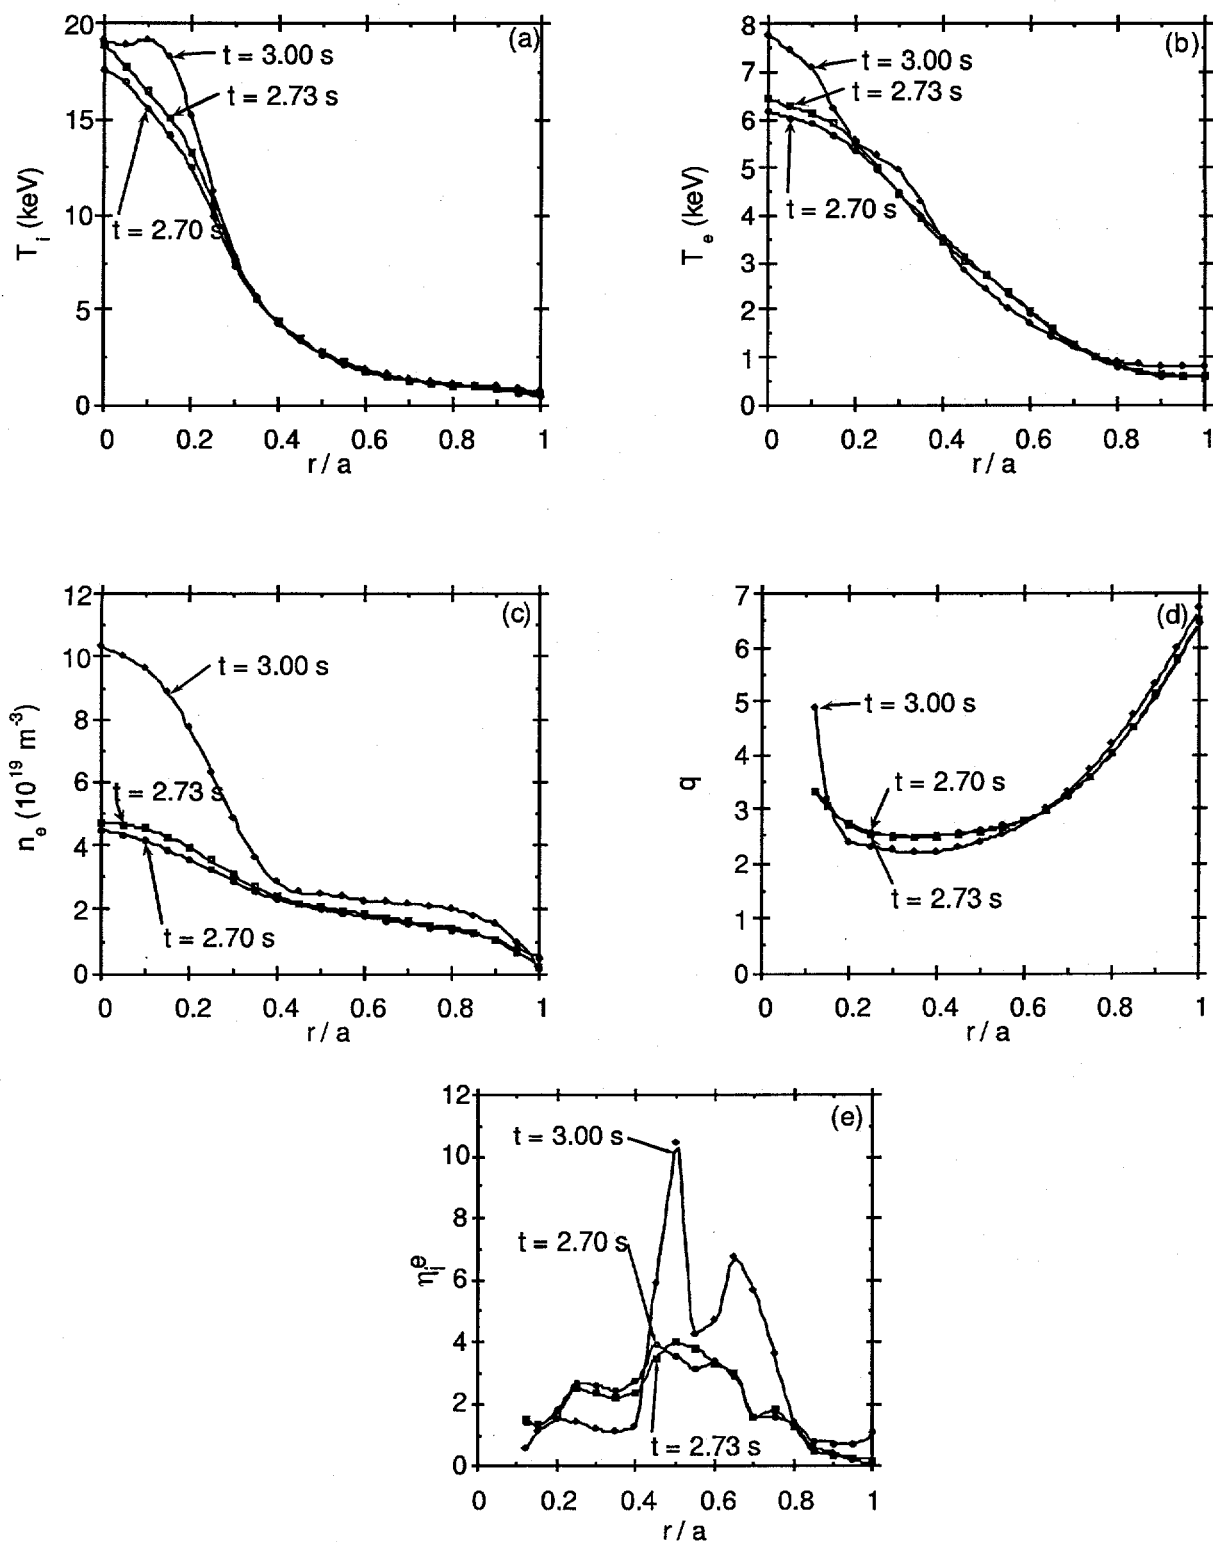 (a)
20
15
10
5
0
T_i (keV)
t = 3.00 s
t = 2.73 s
t = 2.70 s
0 0.2 0.4 0.6 0.8 1
r / a
(b)
8
7
6
5
4
3
2
1
0
T_e (keV)
t = 3.00 s
t = 2.73 s
t = 2.70 s
0 0.2 0.4 0.6 0.8 1
r / a
(c)
12
10
8
6
4
2
0
n_e (10^19 m^-3)
t = 3.00 s
t = 2.73 s
t = 2.70 s
0 0.2 0.4 0.6 0.8 1
r / a
(d)
7
6
5
4
3
2
1
0
q
t = 3.00 s
t = 2.70 s
t = 2.73 s
0 0.2 0.4 0.6 0.8 1
r / a
(e)
12
10
8
6
4
2
0
η_i^e
t = 3.00 s
t = 2.70 s
t = 2.73 s
0 0.2 0.4 0.6 0.8 1
r / a